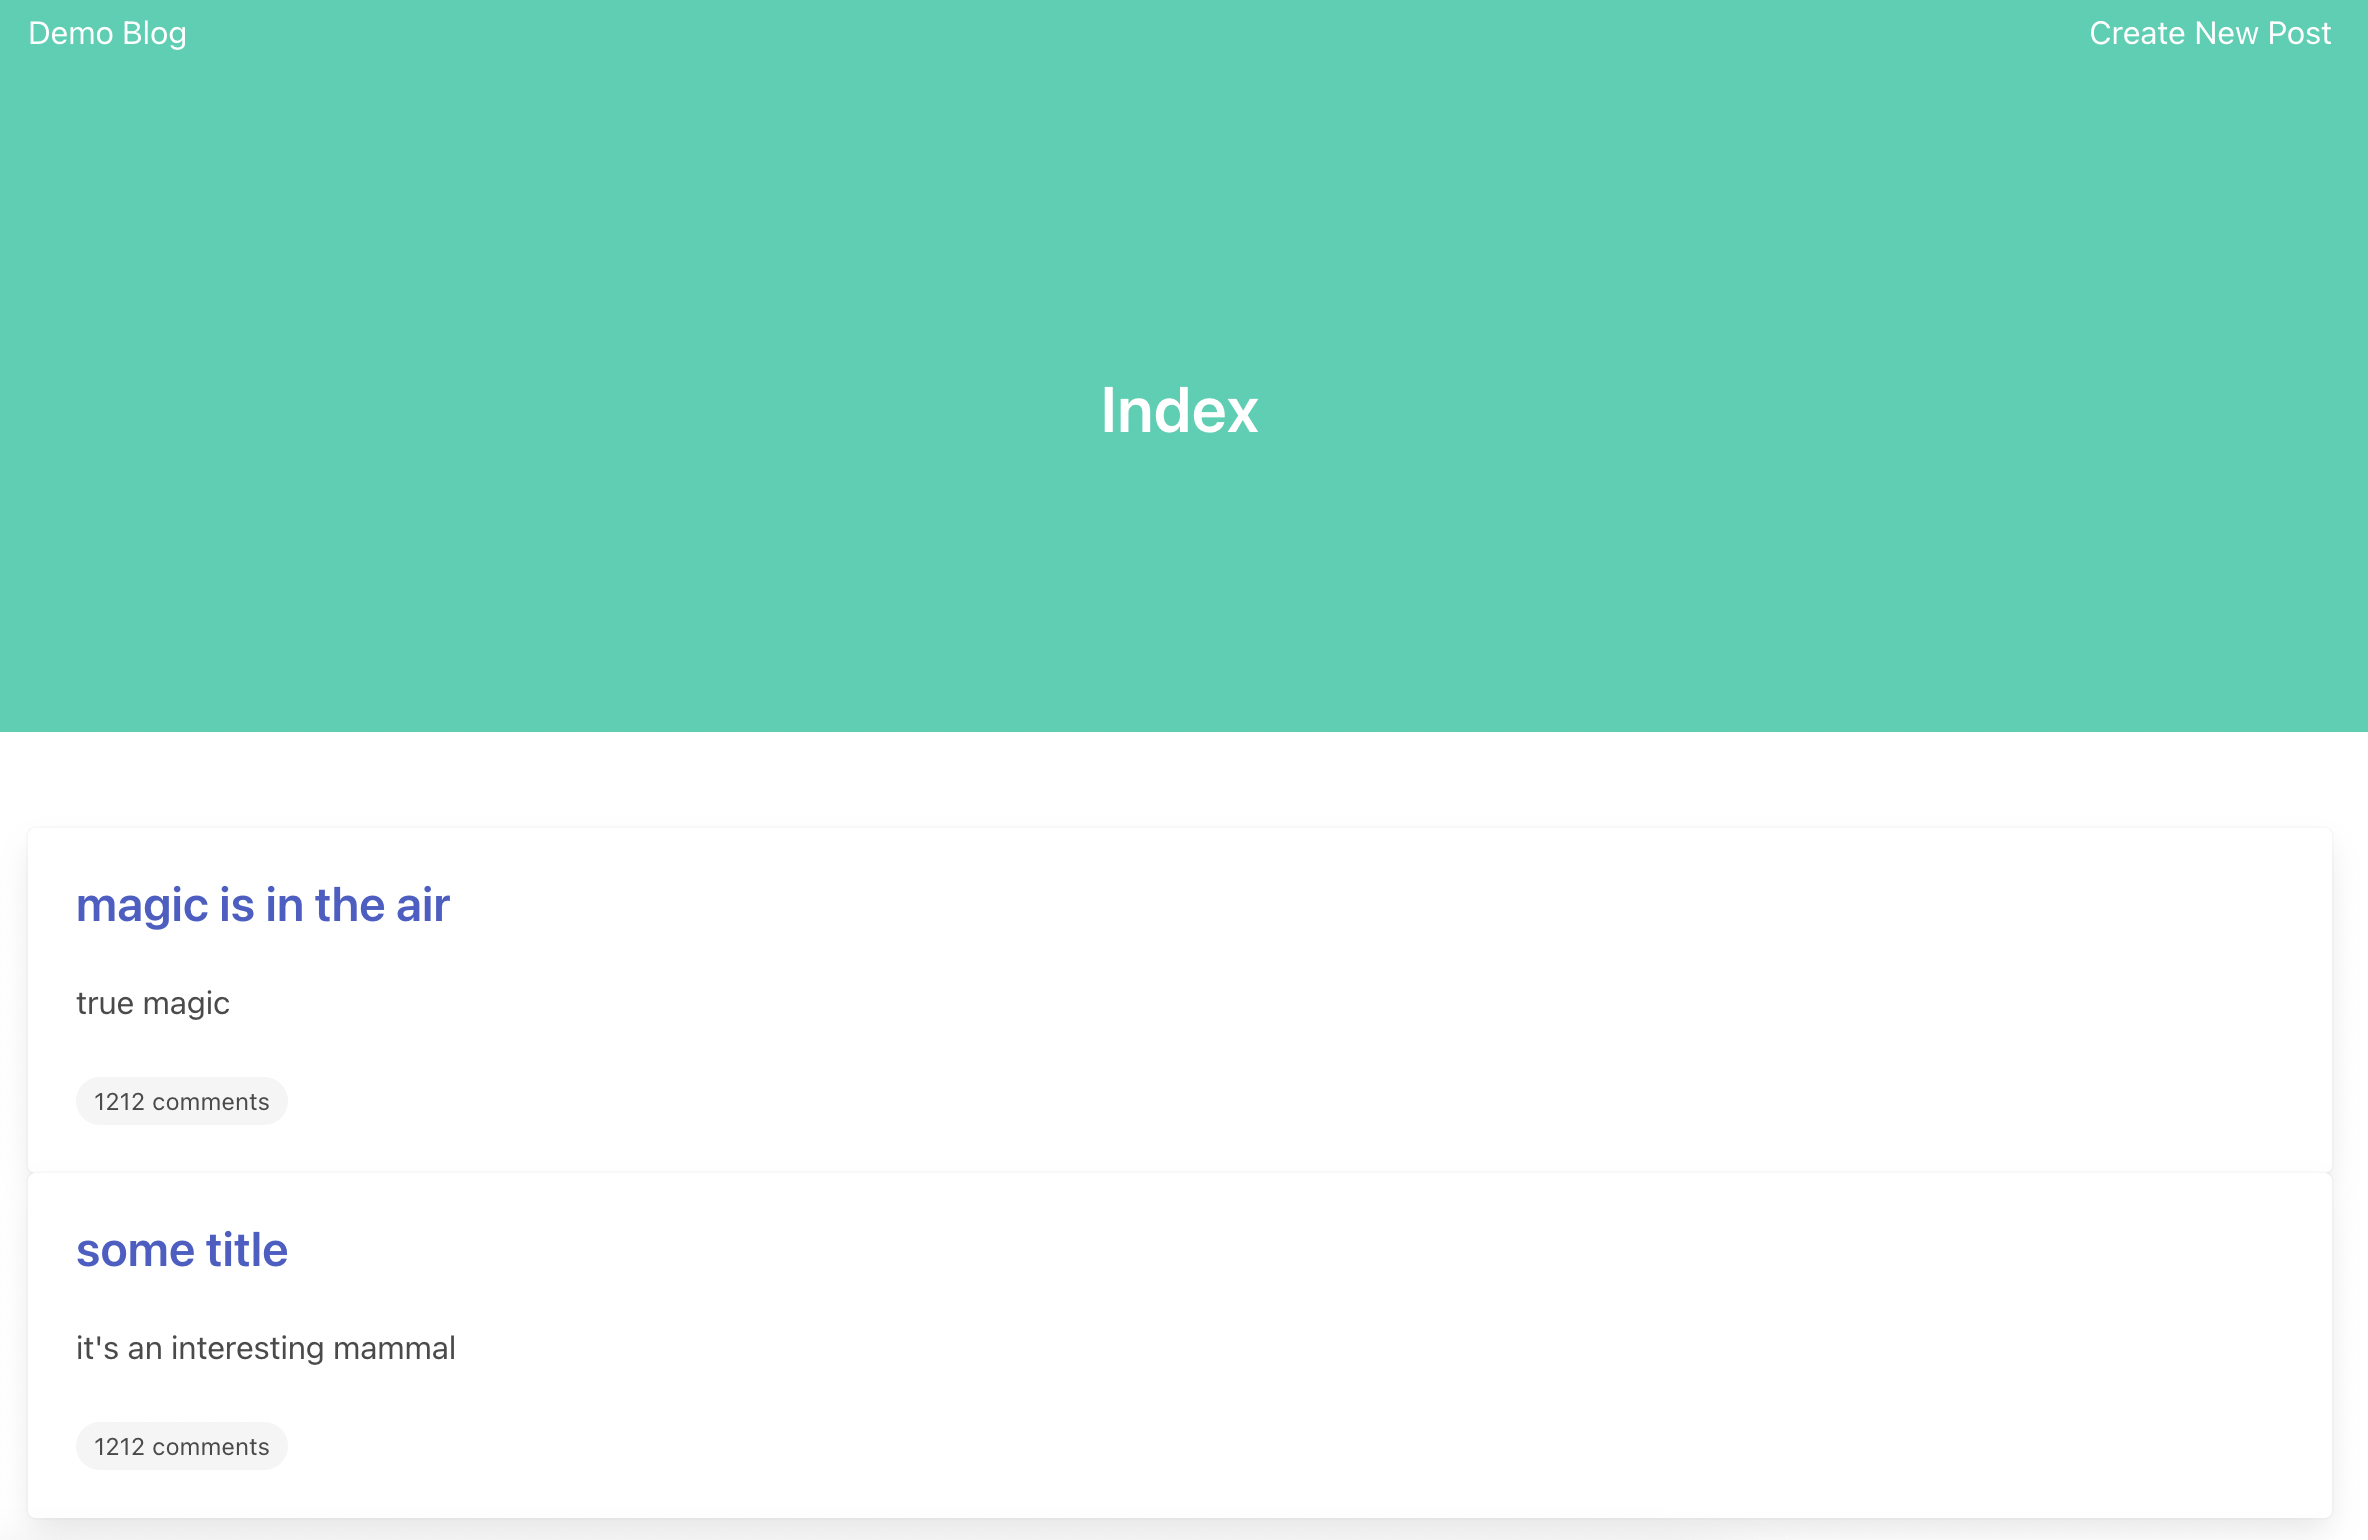 Demo Blog
Create New Post
Index
magic is in the air
true magic
1212 comments
some title
it's an interesting mammal
1212 comments